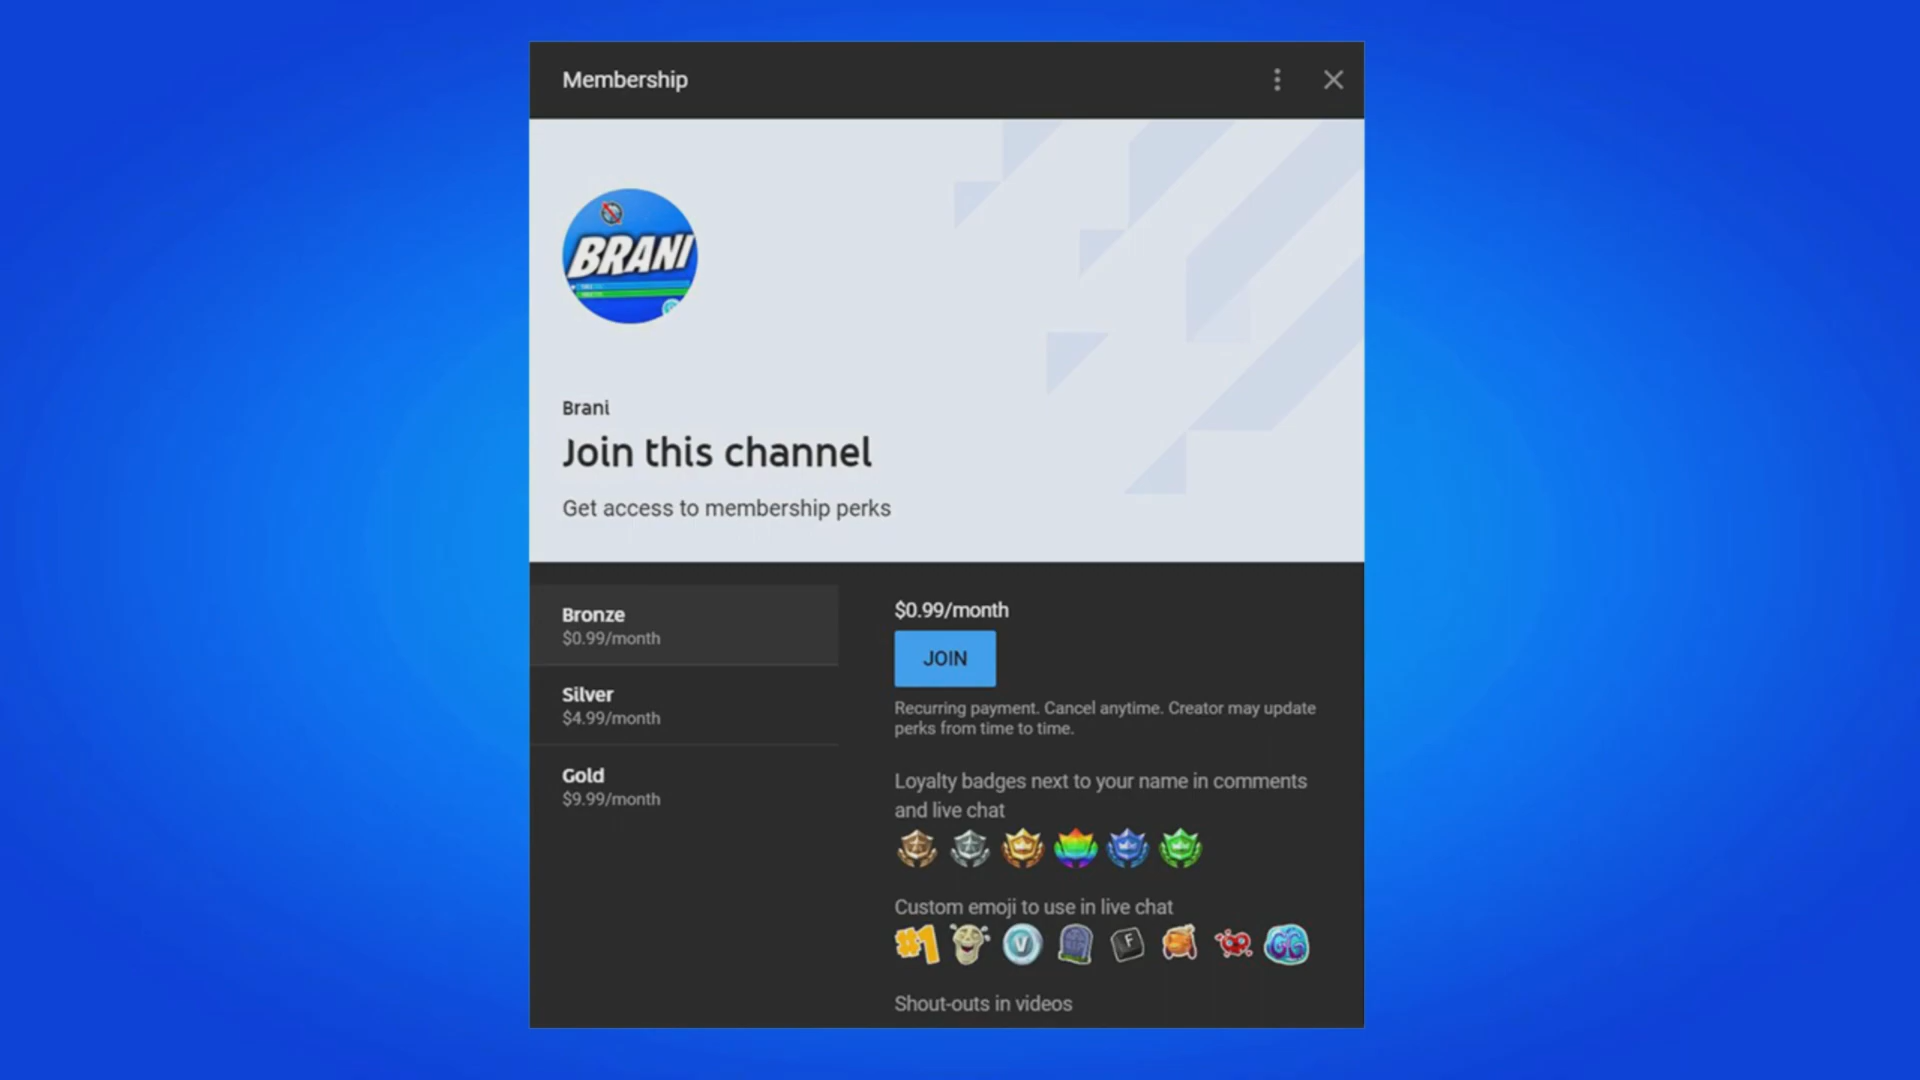 Membership
BRANI
Brani
Join this channel
Get access to membership perks
Bronze
$0.99/month
Silver
$4.99/month
Gold
$9.99/month
$0.99/month
JOIN
Recurring payment. Cancel anytime. Creator may update
perks from time to time.
Loyalty badges next to your name in comments
and live chat
Custom emoji to use in live chat
#1
V
F
GG
Shout-outs in videos